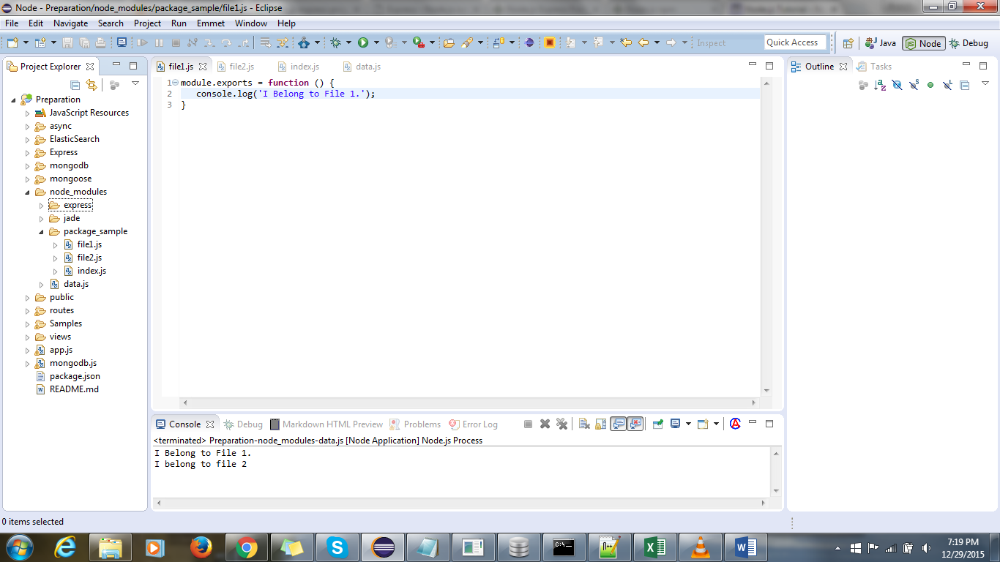 Node - Preparation/node_modules/package_sample/file1.js - Eclipse
File Edit Navigate Search Project Run Emmet Window Help
Inspect Quick Access Java Node Debug
Project Explorer
Preparation
JavaScript Resources
async
ElasticSearch
Express
mongodb
mongoose
node_modules
express
jade
package_sample
file1.js
file2.js
index.js
data.js
public
routes
Samples
views
app.js
mongodb.js
package.json
README.md
file1.js file2.js index.js data.js
1 module.exports = function () {
2 console.log('I Belong to File 1.');
3 }
Outline Tasks
Console Debug Markdown HTML Preview Problems Error Log
<terminated> Preparation-node_modules-data.js [Node Application] Node.js Process
I Belong to File 1.
I belong to file 2
0 items selected
7:19 PM
12/29/2015